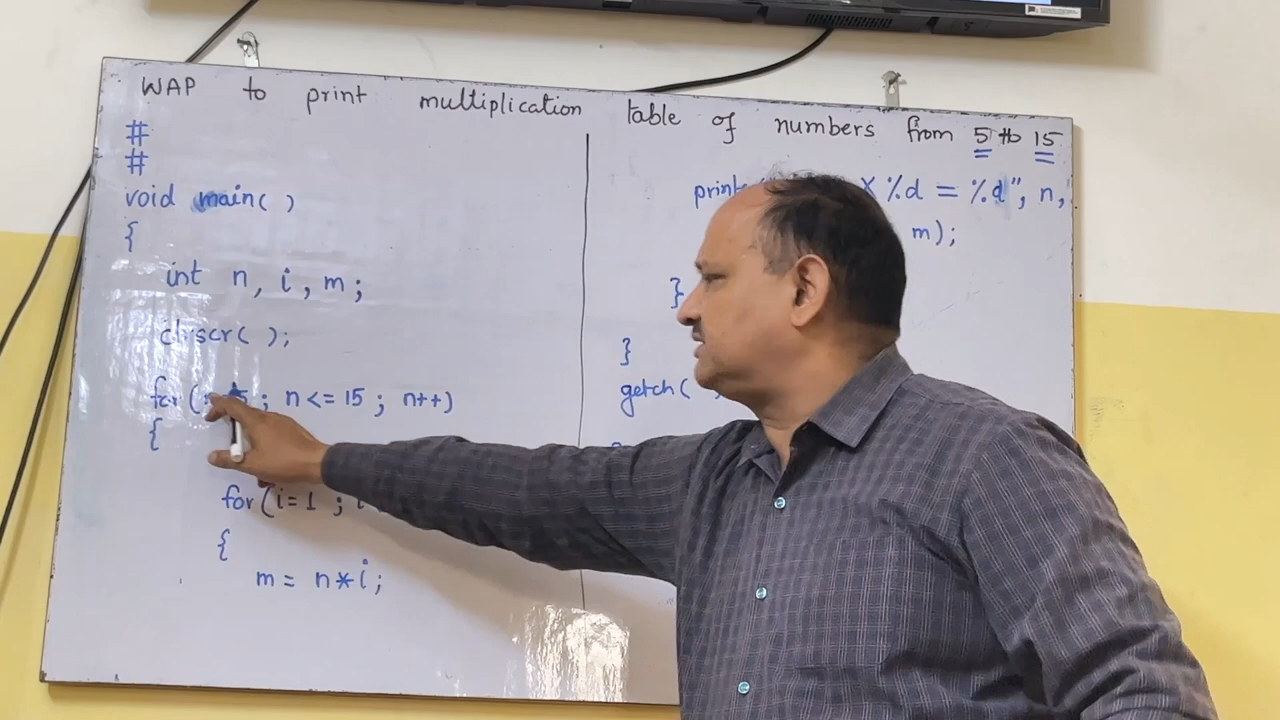 WAP to print multiplication table of numbers from 5 to 15
#
#
void main( )
{
int n, i, m;
clrscr( );
for ( 5 ; n <= 15 ; n++)
{
for (i = 1 ; i
{
m = n*i;
X %d = %d", n,
m);
}
}
getch(